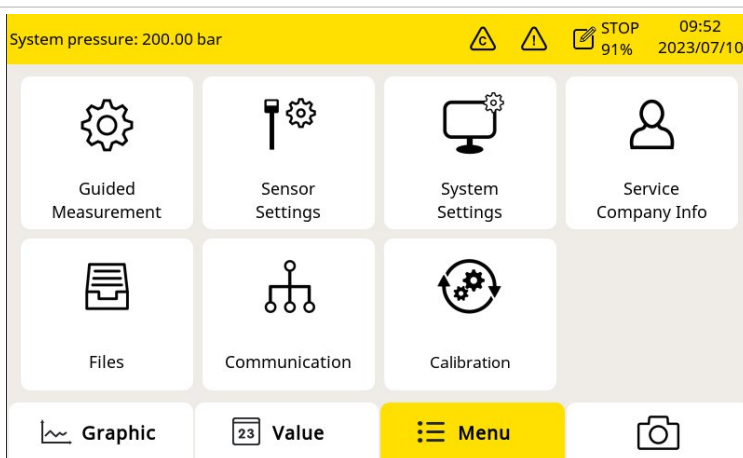 System pressure: 200.00 bar
C
!
STOP
91%
09:52
2023/07/10
Guided
Measurement
Sensor
Settings
System
Settings
Service
Company Info
Files
Communication
Calibration
Graphic
23
Value
Menu